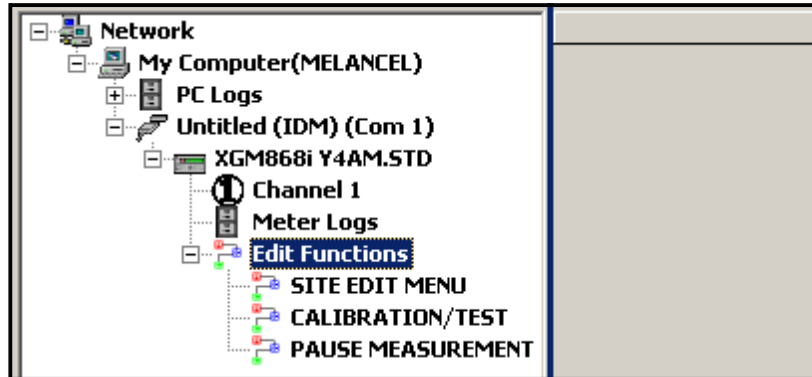 Network
My Computer(MELANCEL)
PC Logs
Untitled (IDM) (Com 1)
XGM868i Y4AM.STD
1 Channel 1
Meter Logs
Edit Functions
SITE EDIT MENU
CALIBRATION/TEST
PAUSE MEASUREMENT